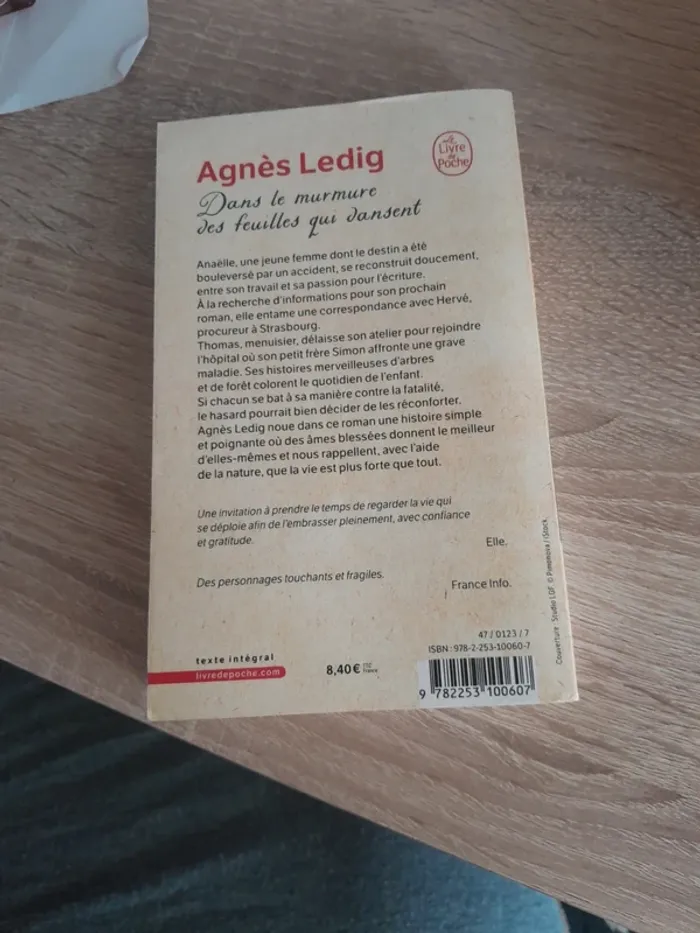 Agnès Ledig
Le
Livre
de
Poche
Dans le murmure
des feuilles qui dansent
Anaëlle, une jeune femme dont le destin a été
bouleversé par un accident, se reconstruit doucement,
entre son travail et sa passion pour l'écriture.
À la recherche d'informations pour son prochain
roman, elle entame une correspondance avec Hervé,
procureur à Strasbourg.
Thomas, menuisier, délaisse son atelier pour rejoindre
l'hôpital où son petit frère Simon affronte une grave
maladie. Ses histoires merveilleuses d'arbres
et de forêt colorent le quotidien de l'enfant.
Si chacun se bat à sa manière contre la fatalité,
le hasard pourrait bien décider de les réconforter.
Agnès Ledig noue dans ce roman une histoire simple
et poignante où des âmes blessées donnent le meilleur
d'elles-mêmes et nous rappellent, avec l'aide
de la nature, que la vie est plus forte que tout.
Une invitation à prendre le temps de regarder la vie qui
se déploie afin de l'embrasser pleinement, avec confiance
et gratitude.
Elle.
Des personnages touchants et fragiles.
France Info.
Couverture : Studio LGF © Pimonova / iStock.
47 / 0123 / 7
ISBN : 978-2-253-10060-7
texte intégral
livredepoche.com
8,40 € TTC
France
9 782253 100607